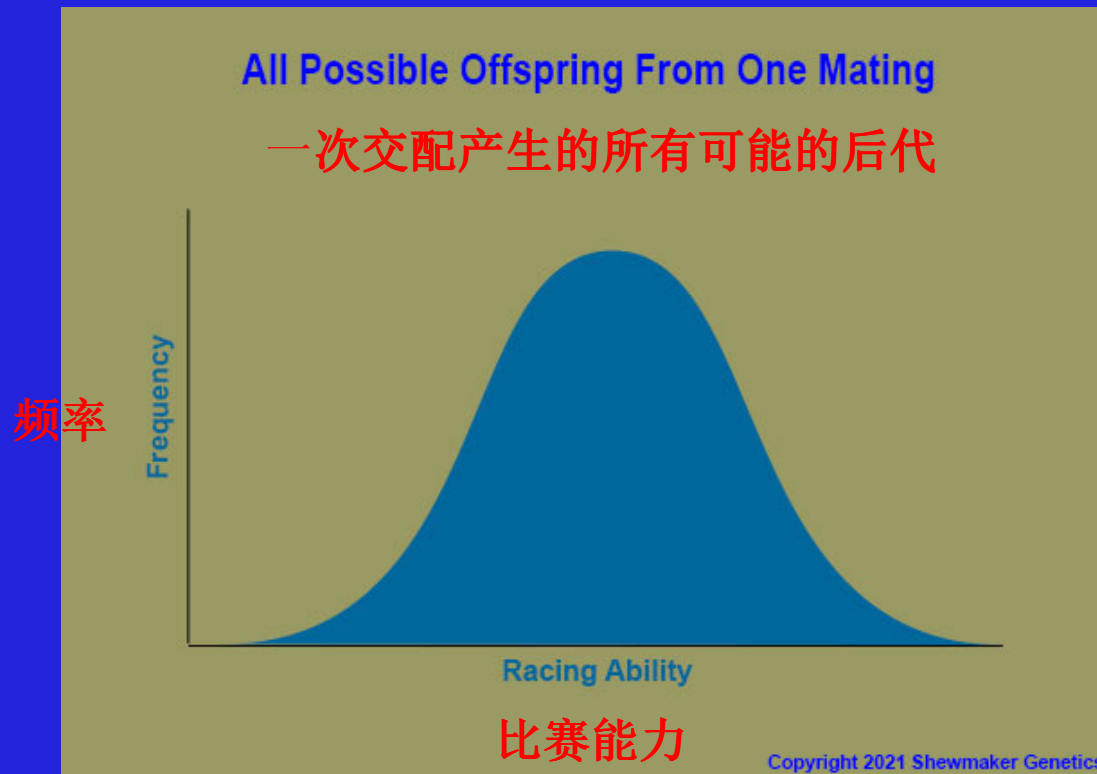 All Possible Offspring From One Mating
一次交配产生的所有可能的后代
Frequency
频率
Racing Ability
比赛能力
Copyright 2021 Shewmaker Genetics